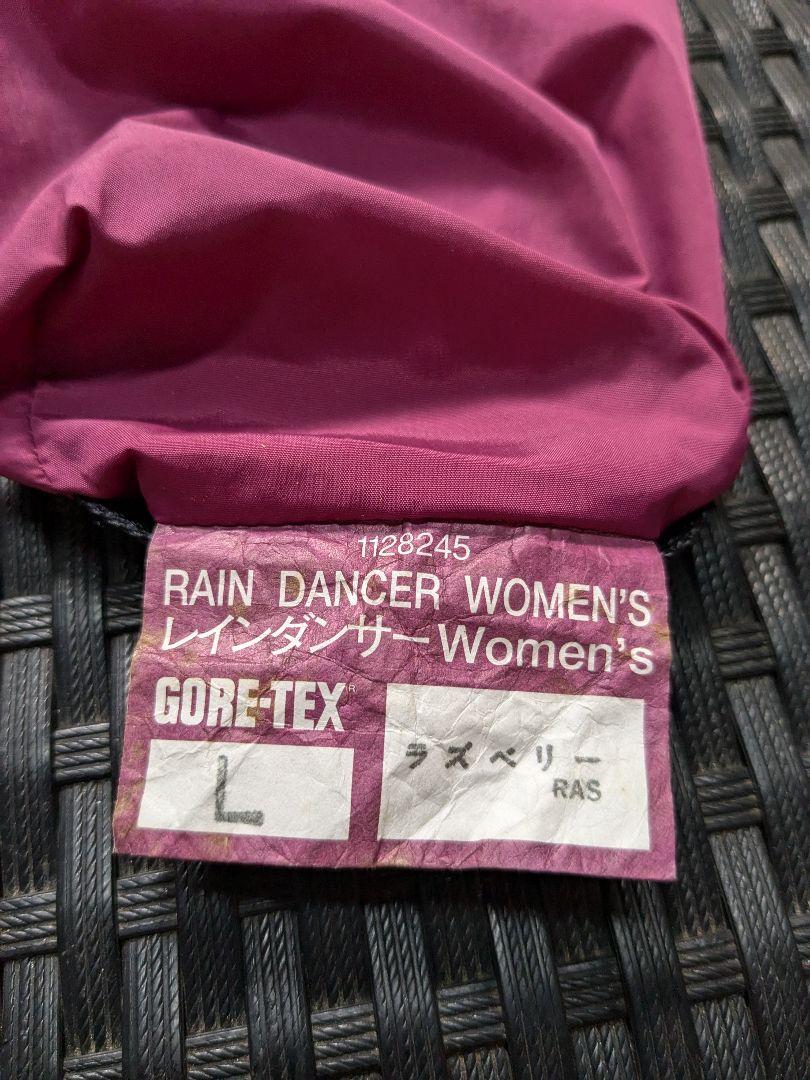 1128245
RAIN DANCER WOMEN'S
レインダンサーWomen's
GORE-TEX®
L
ラズベリー
RAS